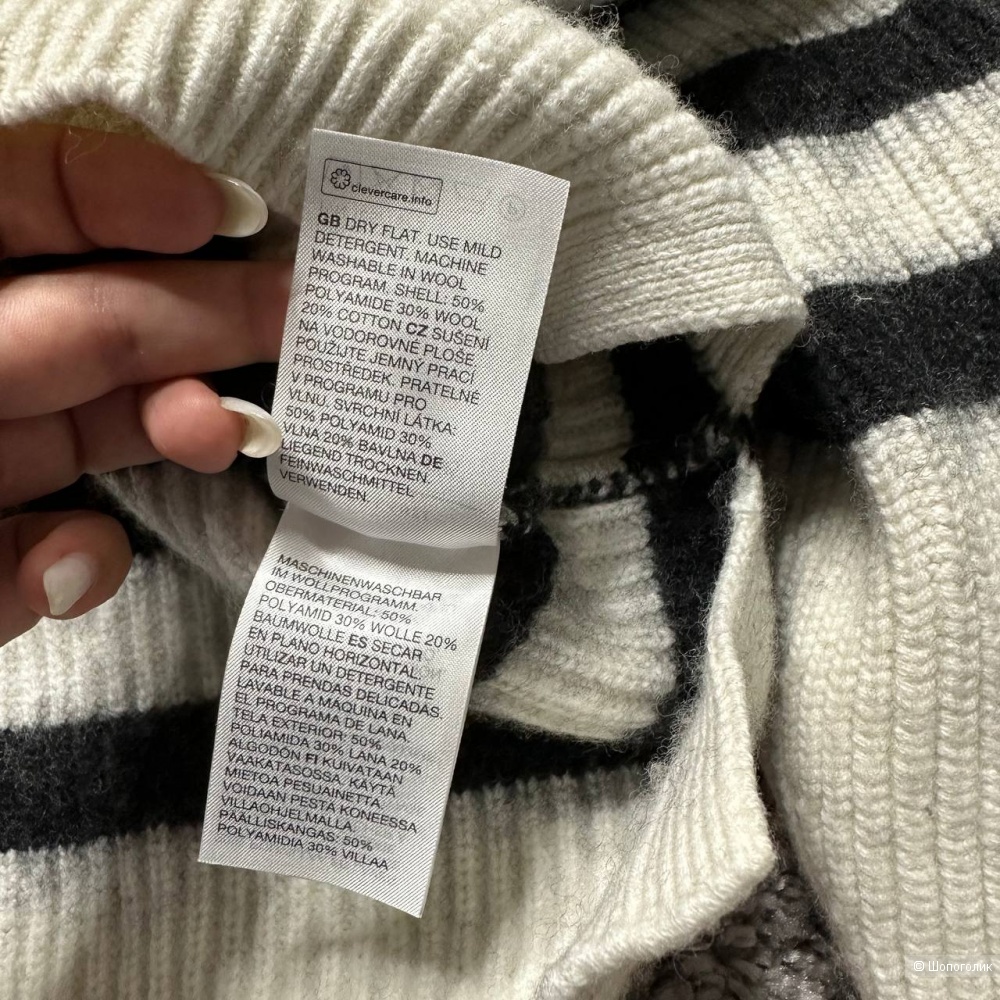 clevercare.info
GB DRY FLAT. USE MILD
DETERGENT. MACHINE
WASHABLE IN WOOL
PROGRAM. SHELL: 50%
POLYAMIDE 30% WOOL
20% COTTON CZ SUŠENÍ
NA VODOROVNÉ PLOŠE.
POUŽIJTE JEMNÝ PRACÍ
PROSTŘEDEK. PRATELNÉ
V PROGRAMU PRO
VLNU. SVRCHNÍ LÁTKA:
50% POLYAMID 30%
VLNA 20% BAVLNA DE
LIEGEND TROCKNEN.
FEINWASCHMITTEL
VERWENDEN.
MASCHINENWASCHBAR
IM WOLLPROGRAMM.
OBERMATERIAL: 50%
POLYAMID 30% WOLLE 20%
BAUMWOLLE ES SECAR
EN PLANO HORIZONTAL.
UTILIZAR UN DETERGENTE
PARA PRENDAS DELICADAS.
LAVABLE A MÁQUINA EN
EL PROGRAMA DE LANA.
TELA EXTERIOR: 50%
POLIAMIDA 30% LANA 20%
ALGODÓN FI KUIVATAAN
VAAKATASOSSA. KÄYTÄ
MIETOA PESUAINETTA.
VOIDAAN PESTÄ KONEESSA
VILLAOHJELMALLA.
PÄÄLLISKANGAS: 50%
POLYAMIDIA 30% VILLAA
© Шопоголик